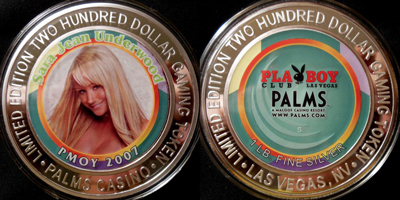 LIMITED EDITION TWO HUNDRED DOLLAR GAMING TOKEN
Sara Jean Underwood
PMOY 2007
• PALMS CASINO •
LIMITED EDITION TWO HUNDRED DOLLAR GAMING TOKEN
PLAYBOY
CLUB LAS VEGAS
PALMS
A MALOOF CASINO RESORT
WWW.PALMS.COM
1 LB. FINE SILVER
• LAS VEGAS, NV •